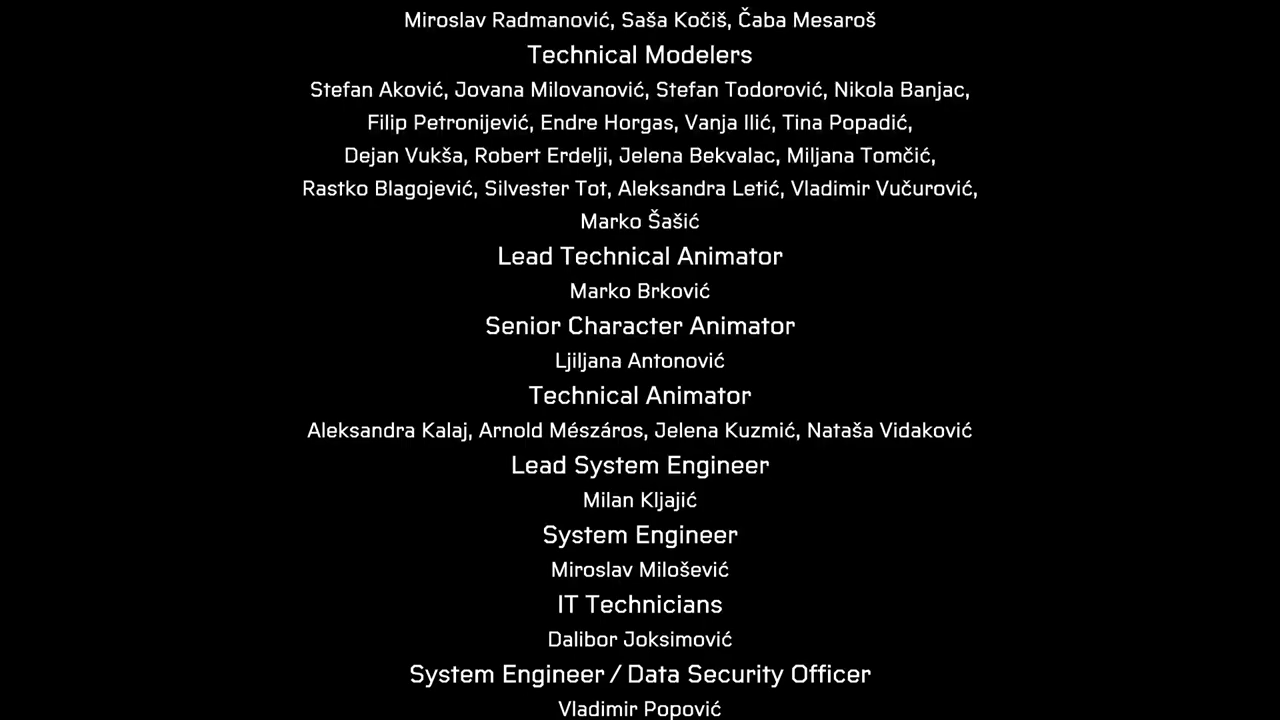 Miroslav Radmanović, Saša Kočiš, Čaba Mesaroš
Technical Modelers
Stefan Aković, Jovana Milovanović, Stefan Todorović, Nikola Banjac,
Filip Petronijević, Endre Horgas, Vanja Ilić, Tina Popadić,
Dejan Vukša, Robert Erdelji, Jelena Bekvalac, Miljana Tomčić,
Rastko Blagojević, Silvester Tot, Aleksandra Letić, Vladimir Vučurović,
Marko Šašić
Lead Technical Animator
Marko Brković
Senior Character Animator
Ljiljana Antonović
Technical Animator
Aleksandra Kalaj, Arnold Mészáros, Jelena Kuzmić, Nataša Vidaković
Lead System Engineer
Milan Kljajić
System Engineer
Miroslav Milošević
IT Technicians
Dalibor Joksimović
System Engineer / Data Security Officer
Vladimir Popović